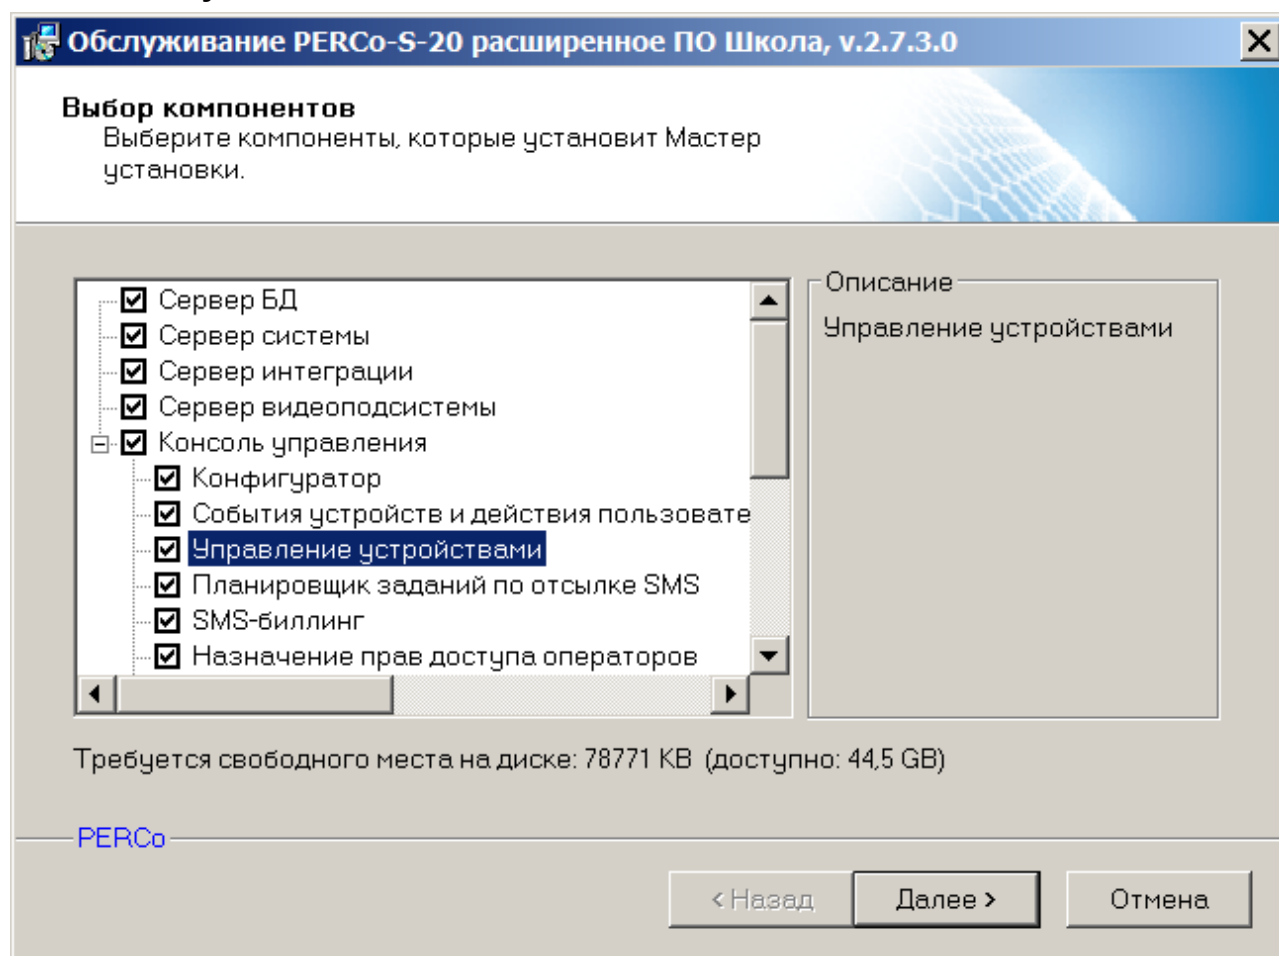 Обслуживание PERCo-S-20 расширенное ПО Школа, v.2.7.3.0
Выбор компонентов
Выберите компоненты, которые установит Мастер
установки.
Сервер БД
Сервер системы
Сервер интеграции
Сервер видеоподсистемы
Консоль управления
Конфигуратор
События устройств и действия пользовате
Управление устройствами
Планировщик заданий по отсылке SMS
SMS-биллинг
Назначение прав доступа операторов
Описание
Управление устройствами
Требуется свободного места на диске: 78771 KB (доступно: 44,5 GB)
PERCo
< Назад
Далее >
Отмена